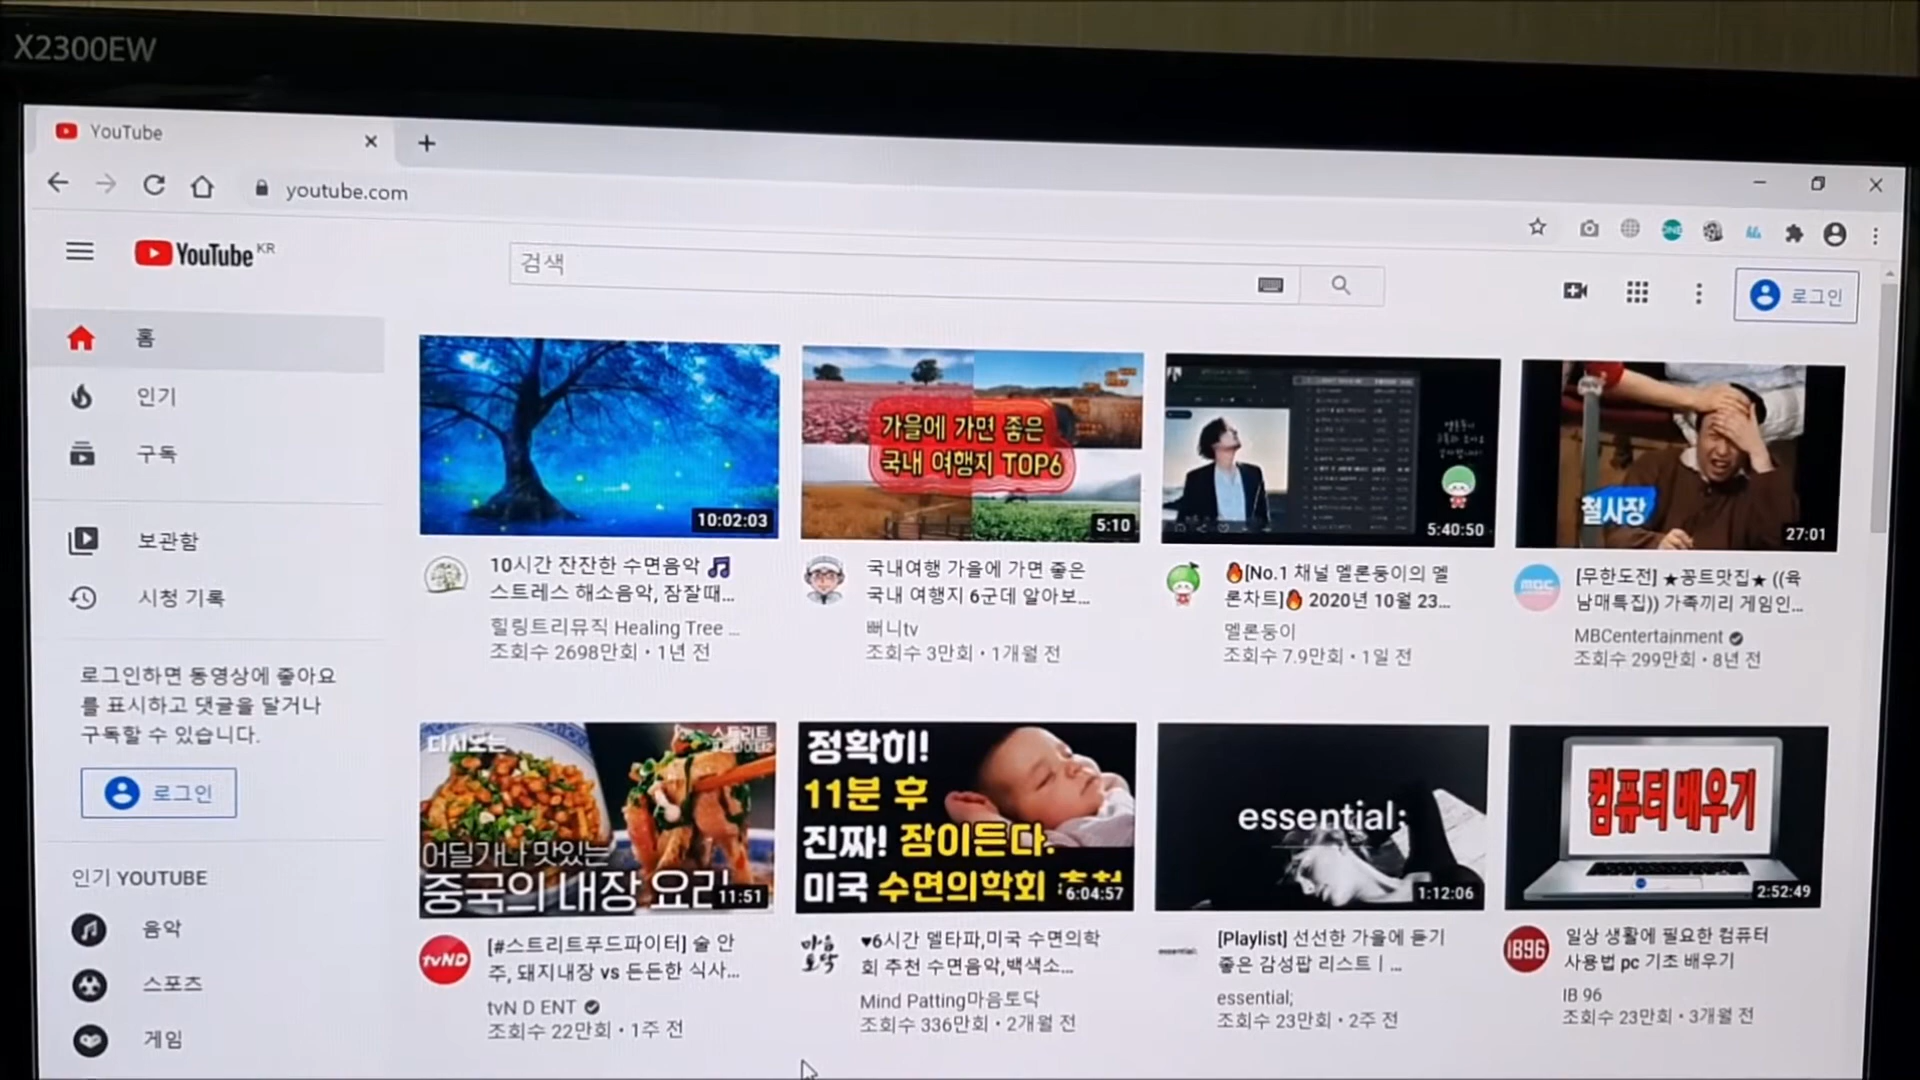 X2300EW
YouTube
youtube.com
YouTube KR
검색
로그인
홈
인기
구독
보관함
시청 기록
로그인하면 동영상에 좋아요
를 표시하고 댓글을 달거나
구독할 수 있습니다.
로그인
인기 YOUTUBE
음악
스포츠
게임
10:02:03
10시간 잔잔한 수면음악
스트레스 해소음악, 잠잘때...
힐링트리뮤직 Healing Tree ...
조회수 2698만회 • 1년 전
가을에 가면 좋은
국내 여행지 TOP6
5:10
국내여행 가을에 가면 좋은
국내 여행지 6군데 알아보...
뻐니tv
조회수 3만회 • 1개월 전
5:40:50
[No.1 채널 멜론둥이의 멜
론차트] 2020년 10월 23...
멜론둥이
조회수 7.9만회 • 1일 전
철사장
27:01
MBC
[무한도전] ★꽁트맛집★ ((육
남매특집)) 가족끼리 게임인...
MBCentertainment
조회수 299만회 • 8년 전
다시보는
어딜가나 맛있는
중국의 내장 요리
11:51
tvND
[#스트리트푸드파이터] 술 안
주, 돼지내장 vs 든든한 식사...
tvN D ENT
조회수 22만회 • 1주 전
정확히!
11분 후
진짜! 잠이든다.
미국 수면의학회
6:04:57
마음
토닥
♥6시간 델타파,미국 수면의학
회 추천 수면음악,백색소...
Mind Patting마음토닥
조회수 336만회 • 2개월 전
essential;
1:12:06
essential;
[Playlist] 선선한 가을에 듣기
좋은 감성팝 리스트 | ...
essential;
조회수 23만회 • 2주 전
컴퓨터 배우기
2:52:49
IB96
일상 생활에 필요한 컴퓨터
사용법 pc 기초 배우기
IB 96
조회수 23만회 • 3개월 전